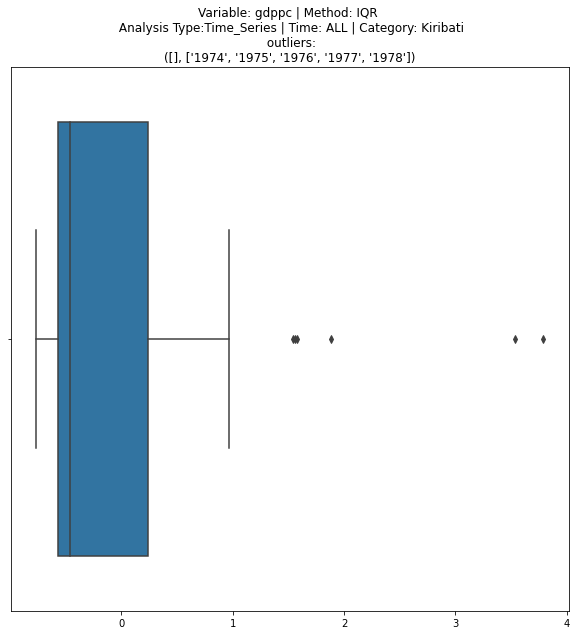 Variable: gdppc | Method: IQR
Analysis Type:Time_Series | Time: ALL | Category: Kiribati
outliers:
([], ['1974', '1975', '1976', '1977', '1978'])
0 1 2 3 4